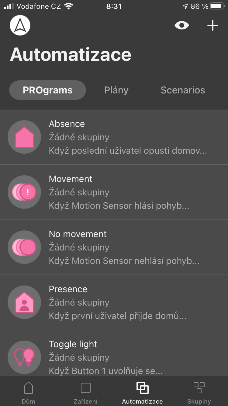 Vodafone CZ
8:31
86 %
Automatizace
PROgrams
Plány
Scenarios
Absence
Žádné skupiny
Když poslední uživatel opustí domov...
Movement
Žádné skupiny
Když Motion Sensor hlásí pohyb...
No movement
Žádné skupiny
Když Motion Sensor nehlásí pohyb...
Presence
Žádné skupiny
Když první uživatel přijde domů...
Toggle light
Žádné skupiny
Když Button 1 uvolňuje se...
Dům
Zařízení
Automatizace
Skupiny